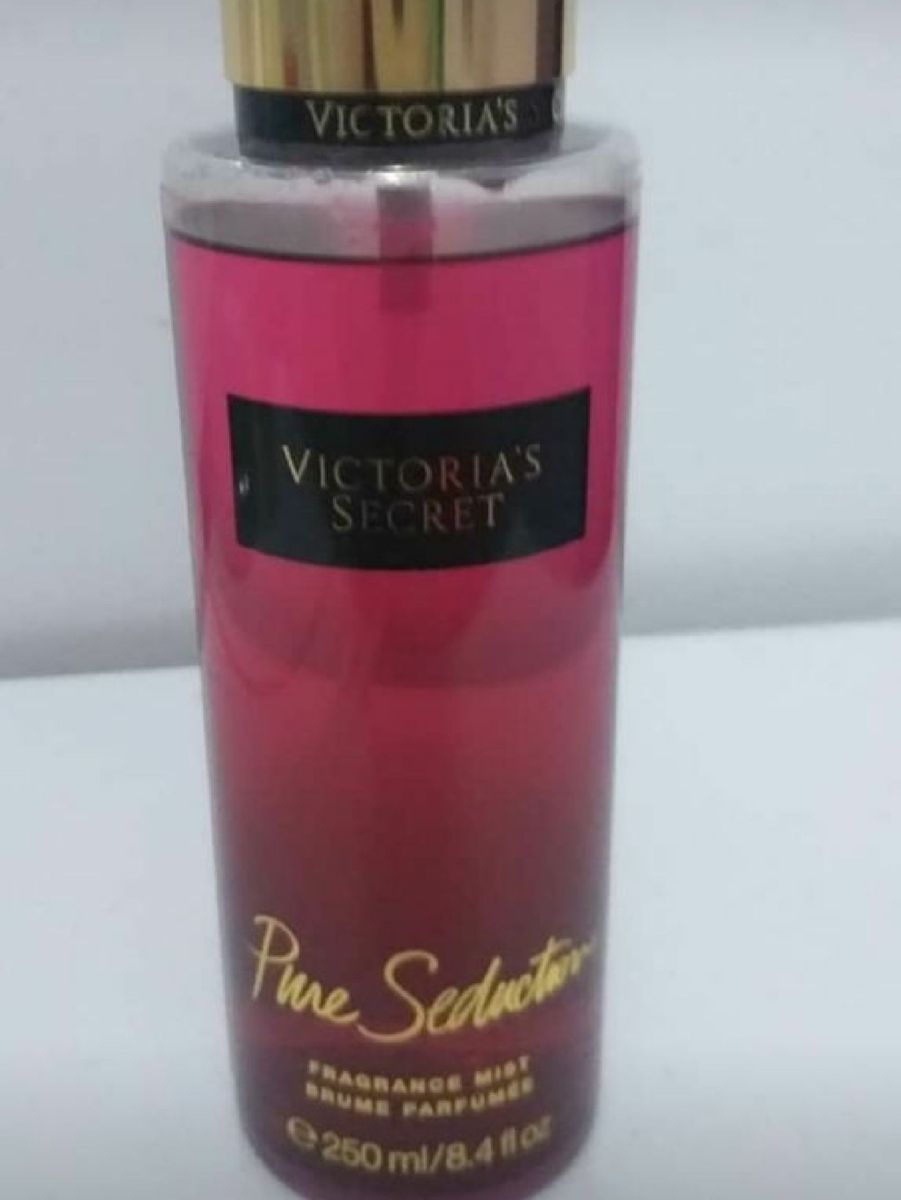 VICTORIA'S
VICTORIA'S
SECRET
Pure Seduction
FRAGRANCE MIST
BRUME PARFUMÉE
℮ 250 ml/8.4 fl oz